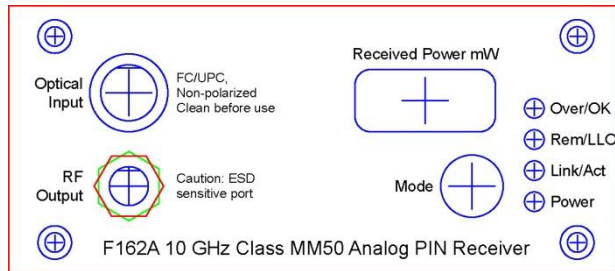 Received Power mW
Optical
Input
FC/UPC,
Non-polarized
Clean before use
Over/OK
Rem/LLO
Link/Act
Power
RF
Output
Caution: ESD
sensitive port
Mode
F162A 10 GHz Class MM50 Analog PIN Receiver